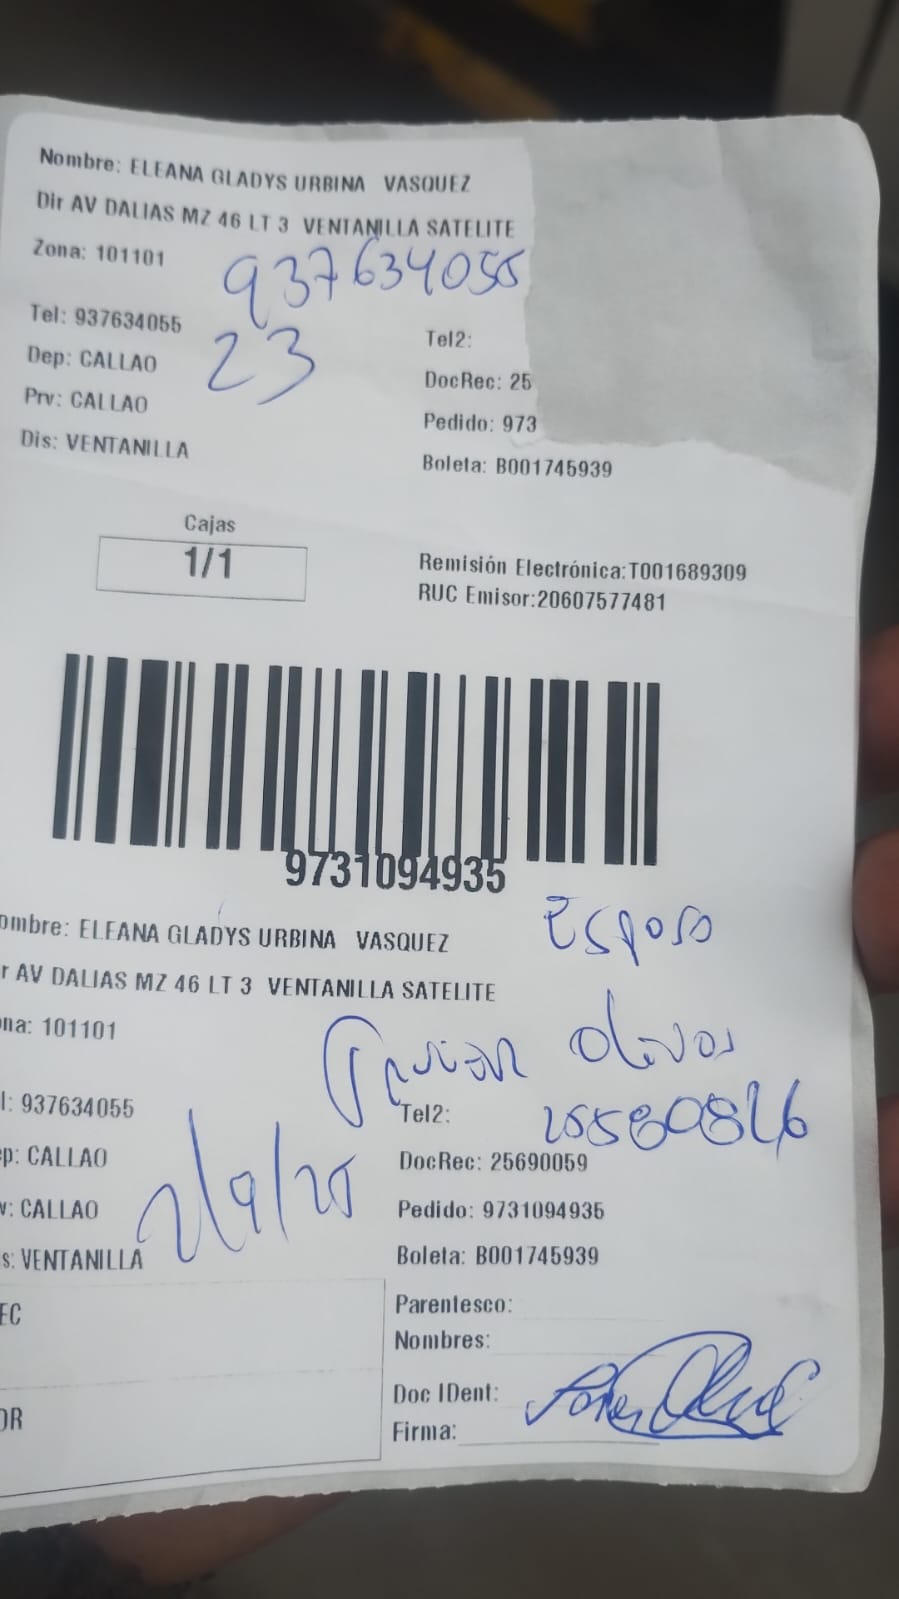 Nombre: ELEANA GLADYS URBINA VASQUEZ
Dir AV DALIAS MZ 46 LT 3 VENTANILLA SATELITE
Zona: 101101
937634055
Tel: 937634055
23
Tel2:
Dep: CALLAO
DocRec: 25
Prv: CALLAO
Pedido: 973
Dis: VENTANILLA
Boleta: B001745939
Cajas
1/1
Remisión Electrónica:T001689309
RUC Emisor:20607577481
9731094935
Esposo
ombre: ELEANA GLADYS URBINA VASQUEZ
r AV DALIAS MZ 46 LT 3 VENTANILLA SATELITE
na: 101101
Olivos
l: 937634055
Tel2:
p: CALLAO
2/9/25
DocRec: 25690059
v: CALLAO
Pedido: 9731094935
s: VENTANILLA
Boleta: B001745939
EC
Parentesco:
Nombres:
Doc IDent:
OR
Firma: